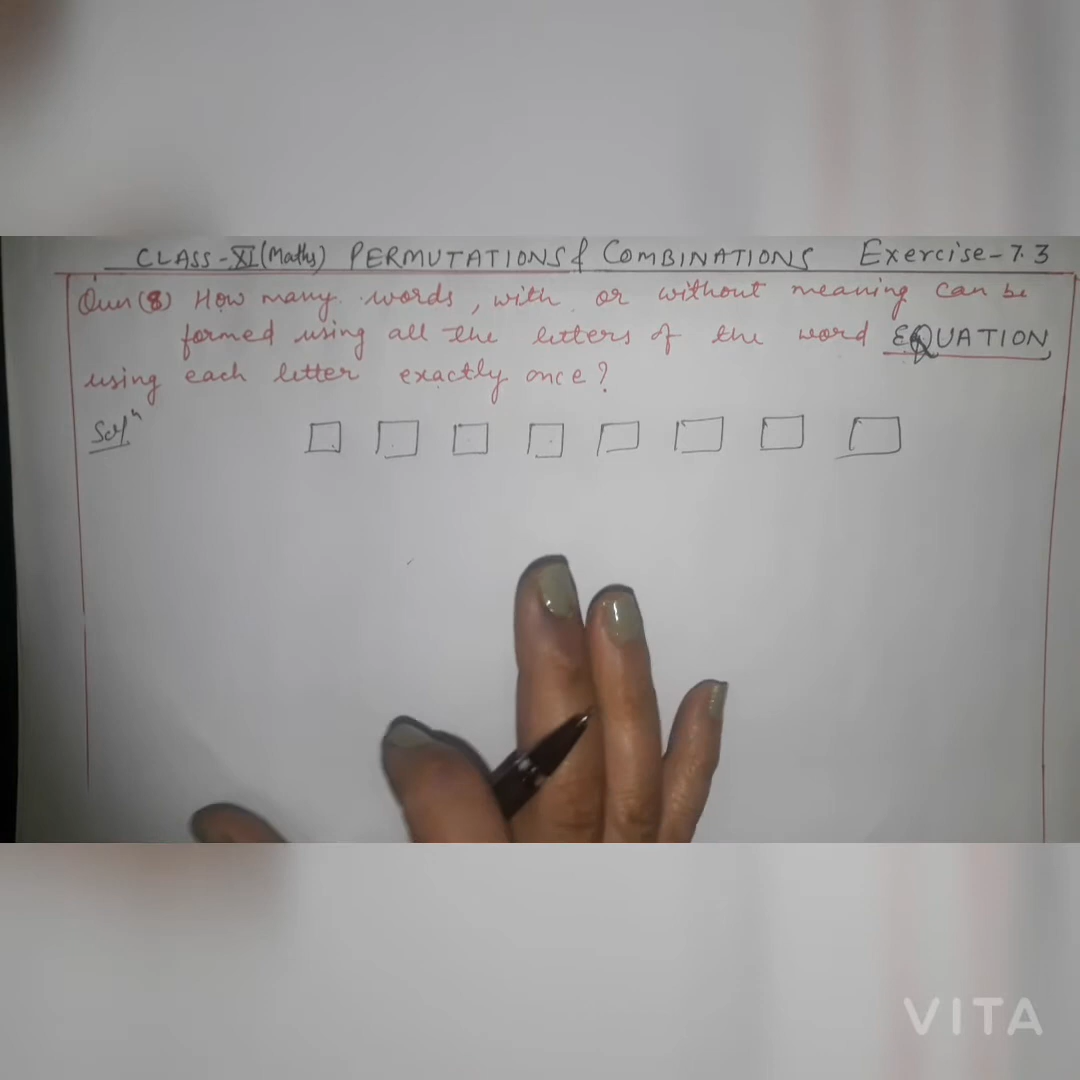 CLASS-XI (Maths) PERMUTATIONS & COMBINATIONS Exercise-7.3
Ques (8) How many words, with or without meaning can be
formed using all the letters of the word EQUATION,
using each letter exactly once?
Solⁿ
VITA